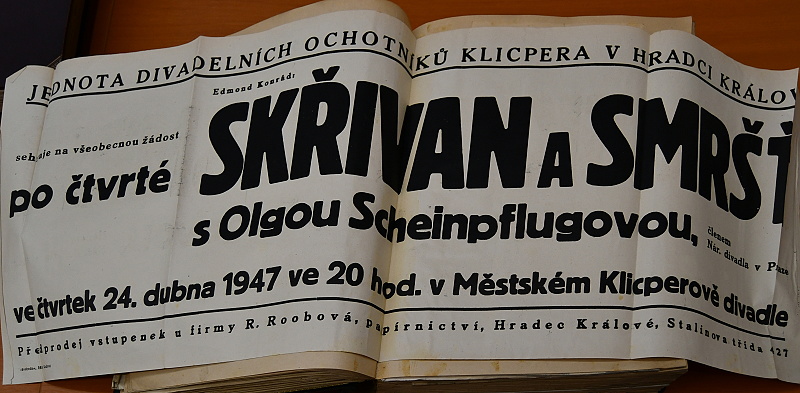 JEDNOTA DIVADELNÍCH OCHOTNÍKŮ KLICPERA V HRADCI KRÁLOV
Edmond Konrád:
SKŘIVAN A SMRŠŤ
sehraje na všeobecnou žádost
po čtvrté
s Olgou Scheinpflugovou,
členem
Nár. divadla v Praze
ve čtvrtek 24. dubna 1947 ve 20 hod. v Městském Klicperově divadle
Předprodej vstupenek u firmy R. Roobová, papírnictví, Hradec Králové, Stalinova třída 427